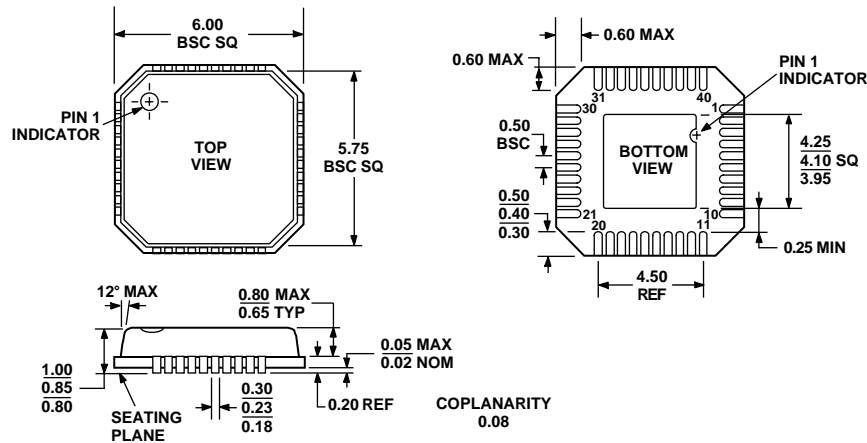 6.00
BSC SQ
PIN 1
INDICATOR
TOP
VIEW
5.75
BSC SQ
0.60 MAX
0.60 MAX
PIN 1
INDICATOR
31
40
30
1
0.50
BSC
BOTTOM
VIEW
4.25
4.10 SQ
3.95
0.50
0.40
0.30
21
10
20
11
0.25 MIN
4.50
REF
12° MAX
0.80 MAX
0.65 TYP
0.05 MAX
0.02 NOM
1.00
0.85
0.80
SEATING
PLANE
0.30
0.23
0.18
0.20 REF
COPLANARITY
0.08